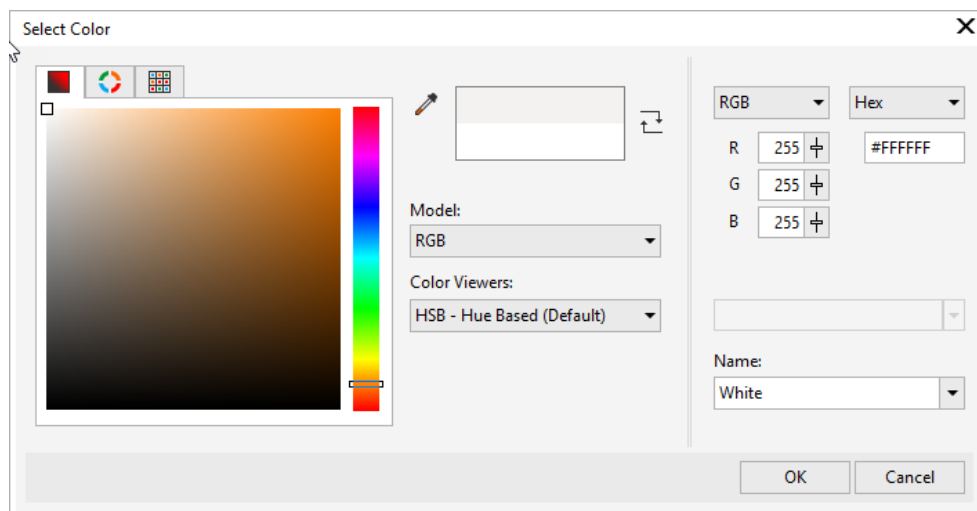 Select Color
RGB
Hex
R
255
#FFFFFF
G
255
B
255
Model:
RGB
Color Viewers:
HSB - Hue Based (Default)
Name:
White
OK
Cancel